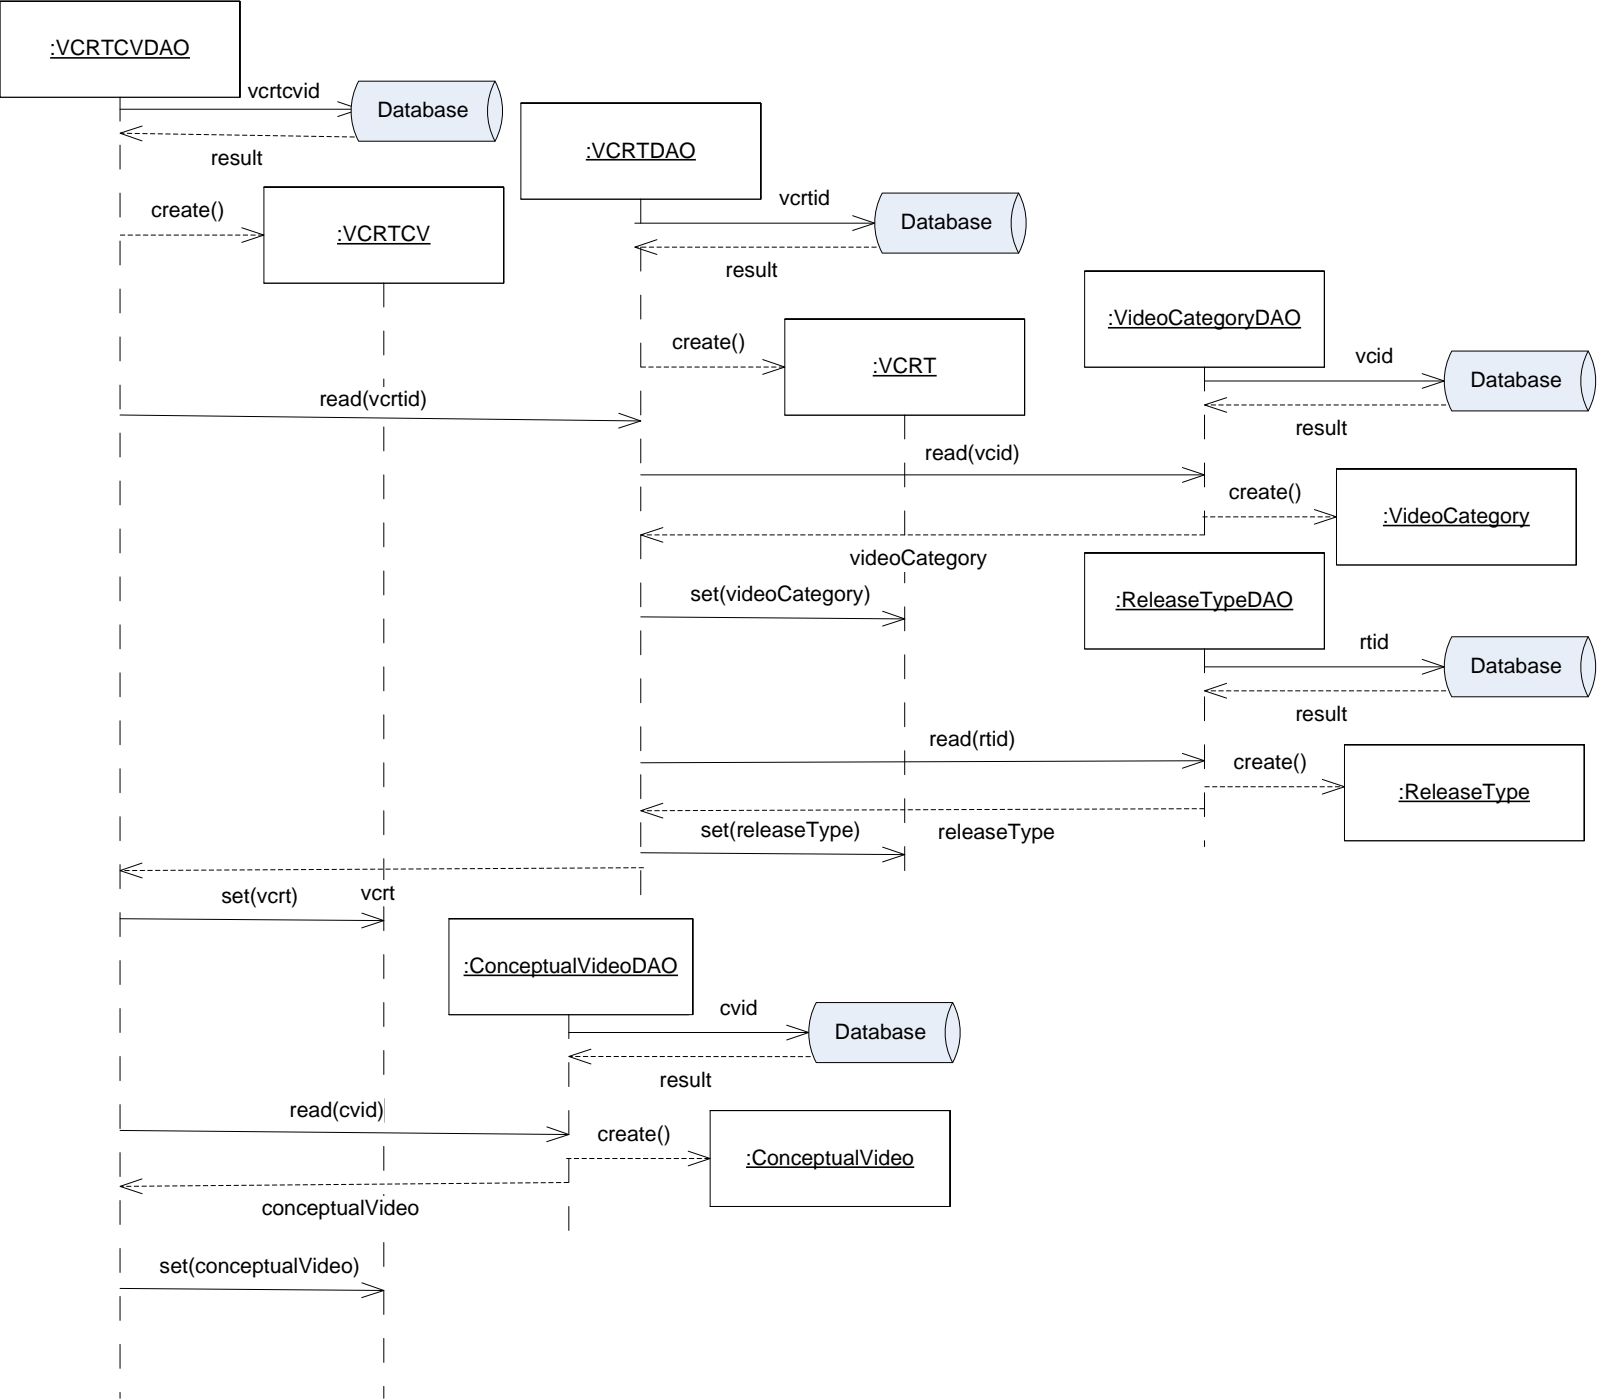 :VCRTCVDAO
vcrtcvid
Database
result
:VCRTDAO
create()
:VCRTCV
vcrtid
Database
result
:VideoCategoryDAO
create()
:VCRT
vcid
Database
read(vcrtid)
result
read(vcid)
create()
:VideoCategory
videoCategory
set(videoCategory)
:ReleaseTypeDAO
rtid
Database
result
read(rtid)
create()
:ReleaseType
set(releaseType)
releaseType
set(vcrt)
vcrt
:ConceptualVideoDAO
cvid
Database
result
read(cvid)
create()
:ConceptualVideo
conceptualVideo
set(conceptualVideo)